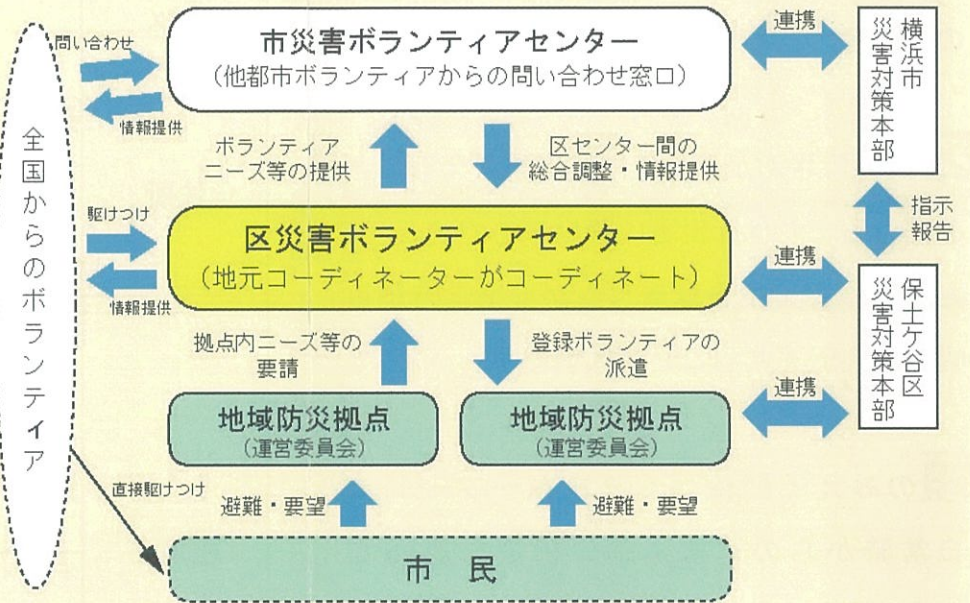 全国からのボランティア
問い合わせ
情報提供
市災害ボランティアセンター
(他都市ボランティアからの問い合わせ窓口)
連携
横浜市
災害対策本部
ボランティア
ニーズ等の提供
区センター間の
総合調整・情報提供
指示
報告
駆けつけ
情報提供
区災害ボランティアセンター
(地元コーディネーターがコーディネート)
連携
保土ケ谷区
災害対策本部
拠点内ニーズ等の
要請
登録ボランティアの
派遣
地域防災拠点
(運営委員会)
地域防災拠点
(運営委員会)
連携
直接駆けつけ
避難・要望
避難・要望
市 民